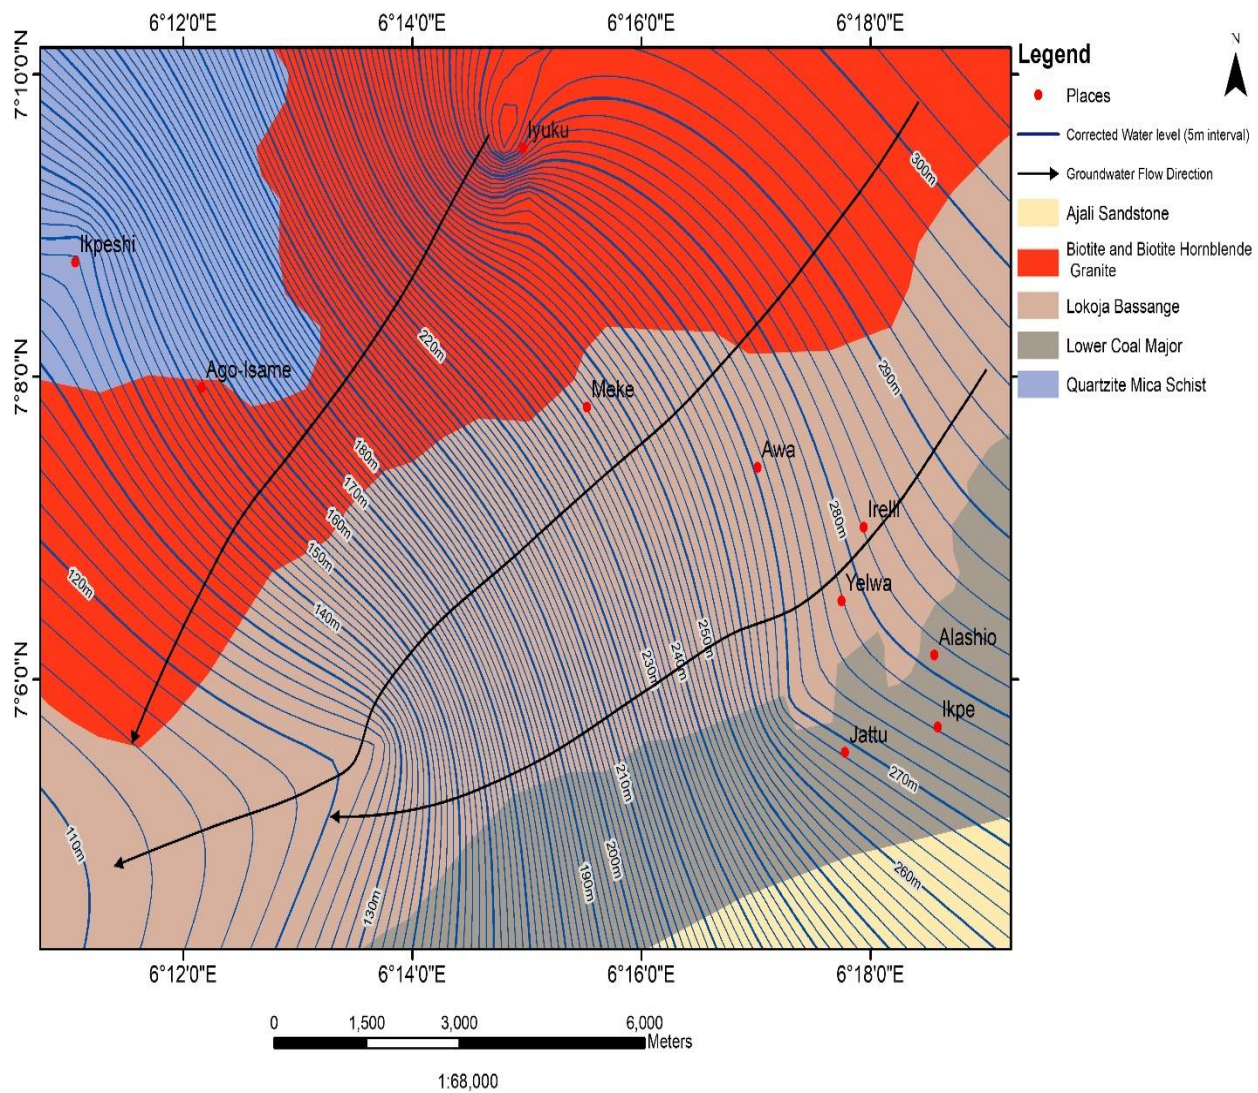 6°12'0"E 6°14'0"E 6°16'0"E 6°18'0"E
7°10'0"N
7°8'0"N
7°6'0"N
Iyuku
300m
Ikpeshi
220m
Ago-Isame
290m
Meke
180m
Awa
170m
280m
Irelli
160m
150m
120m
Yelwa
140m
250m
Alashio
240m
230m
Ikpe
Jattu
270m
210m
110m
200m
260m
190m
130m
6°12'0"E 6°14'0"E 6°16'0"E 6°18'0"E
0 1,500 3,000 6,000
Meters
1:68,000
N
Legend
Places
Corrected Water level (5m interval)
Groundwater Flow Direction
Ajali Sandstone
Biotite and Biotite Hornblende
Granite
Lokoja Bassange
Lower Coal Major
Quartzite Mica Schist